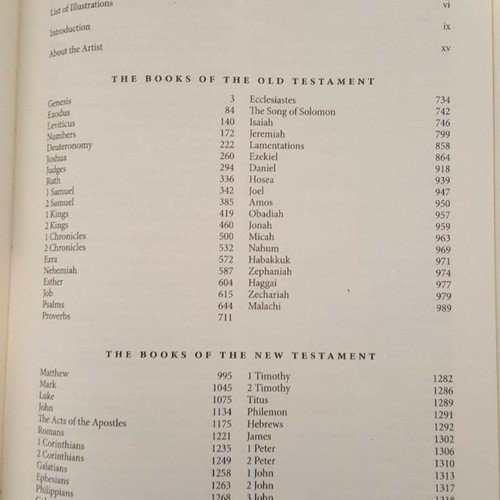 List of Illustrations vi
Introduction ix
About the Artist xv
THE BOOKS OF THE OLD TESTAMENT
Genesis 3
Exodus 84
Leviticus 140
Numbers 172
Deuteronomy 222
Joshua 260
Judges 294
Ruth 336
1 Samuel 342
2 Samuel 385
1 Kings 419
2 Kings 460
1 Chronicles 500
2 Chronicles 532
Ezra 572
Nehemiah 587
Esther 604
Job 615
Psalms 644
Proverbs 711
Ecclesiastes 734
The Song of Solomon 742
Isaiah 746
Jeremiah 799
Lamentations 858
Ezekiel 864
Daniel 918
Hosea 939
Joel 947
Amos 950
Obadiah 957
Jonah 959
Micah 963
Nahum 969
Habakkuk 971
Zephaniah 974
Haggai 977
Zechariah 979
Malachi 989
THE BOOKS OF THE NEW TESTAMENT
Matthew 995
Mark 1045
Luke 1075
John 1134
The Acts of the Apostles 1175
Romans 1221
1 Corinthians 1235
2 Corinthians 1249
Galatians 1258
Ephesians 1263
Philippians 1268
1 Timothy 1282
2 Timothy 1286
Titus 1289
Philemon 1291
Hebrews 1292
James 1302
1 Peter 1306
2 Peter 1310
1 John 1313
2 John 1317
3 John 1318